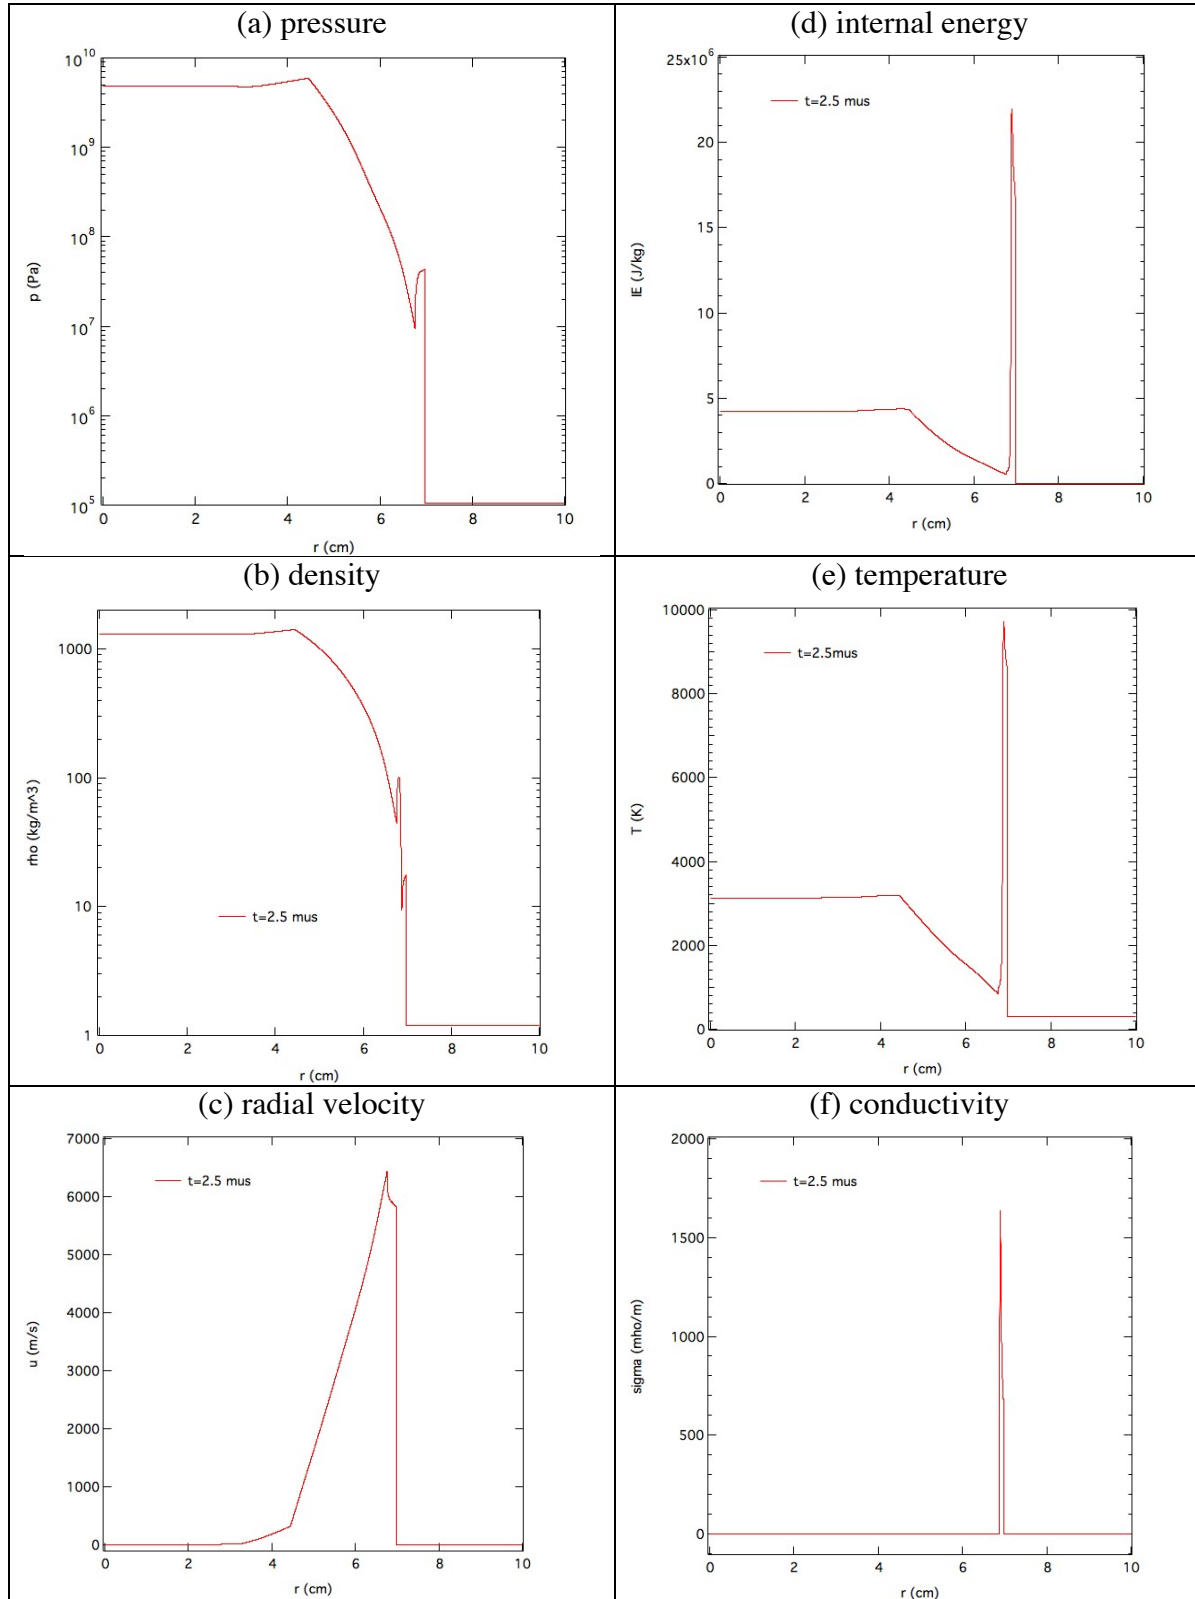 (a) pressure
10^10
10^9
10^8
10^7
10^6
10^5
p (Pa)
0 2 4 6 8 10
r (cm)
(d) internal energy
25x10^6
20
15
10
5
0
IE (J/kg)
t=2.5 mus
0 2 4 6 8 10
r (cm)
(b) density
1000
100
10
1
rho (kg/m^3)
t=2.5 mus
0 2 4 6 8 10
r (cm)
(e) temperature
10000
8000
6000
4000
2000
0
T (K)
t=2.5mus
0 2 4 6 8 10
r (cm)
(c) radial velocity
7000
6000
5000
4000
3000
2000
1000
0
u (m/s)
t=2.5 mus
0 2 4 6 8 10
r (cm)
(f) conductivity
2000
1500
1000
500
0
sigma (mho/m)
t=2.5 mus
0 2 4 6 8 10
r (cm)